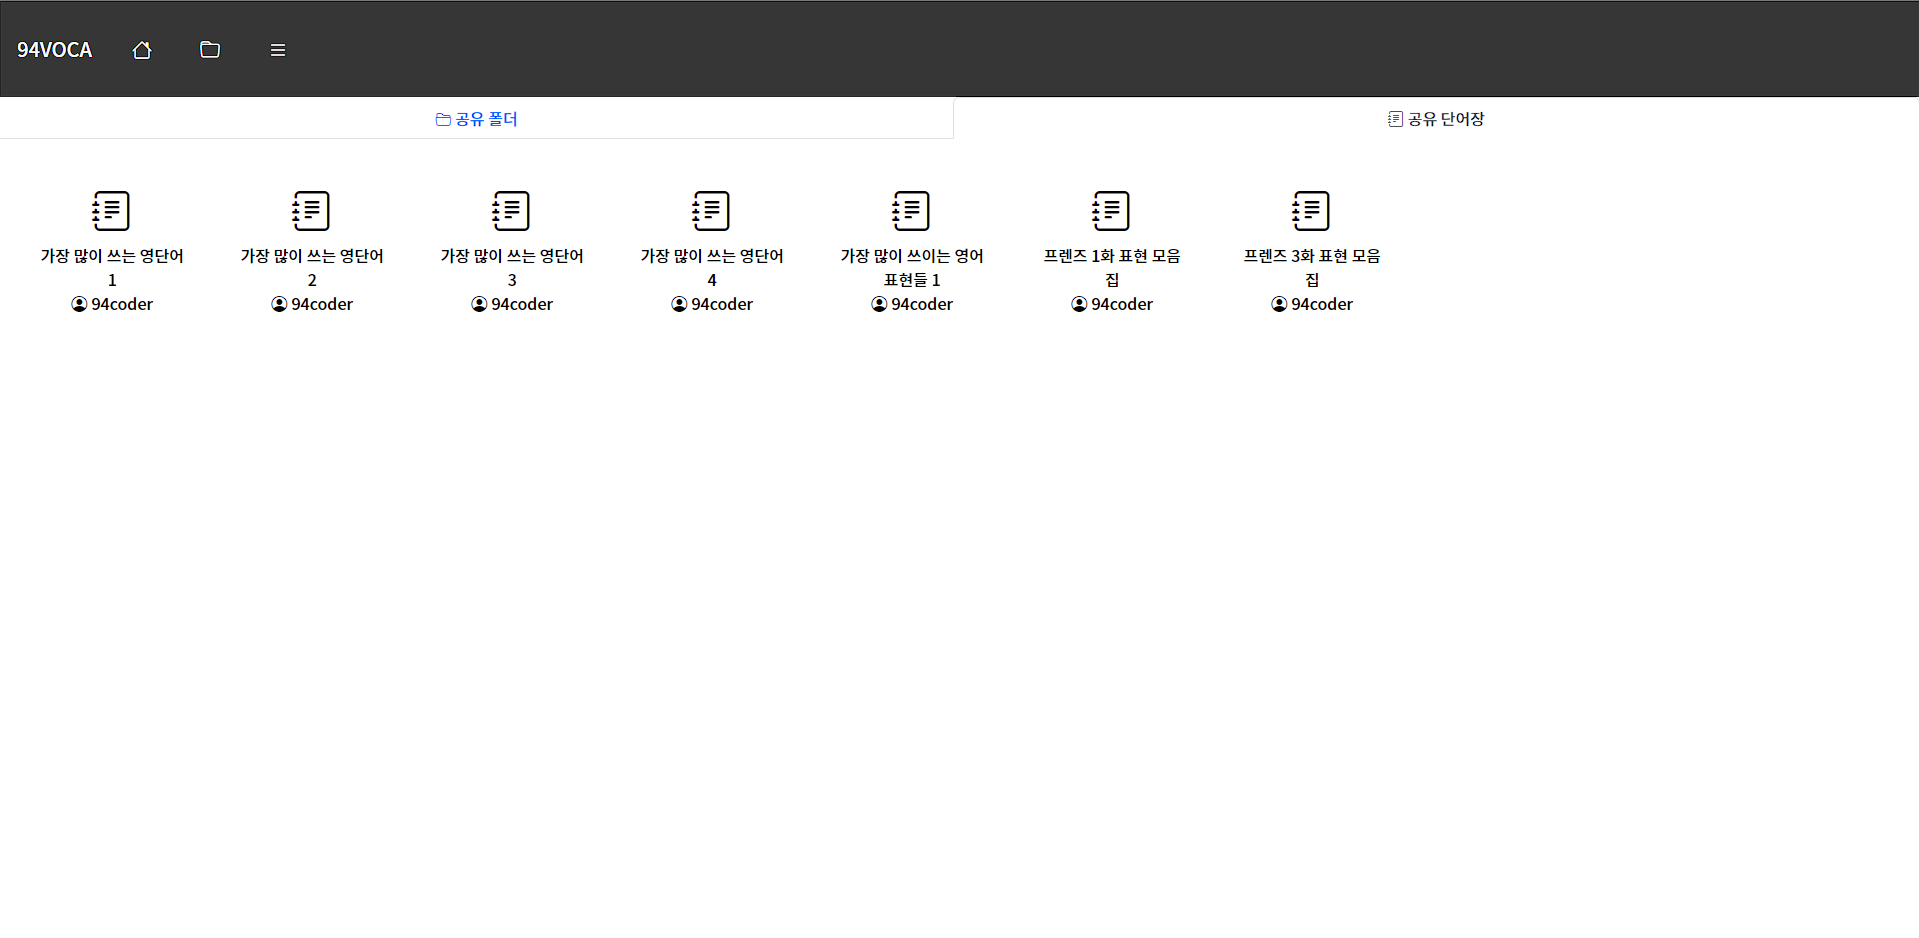 94VOCA
공유 폴더
공유 단어장
가장 많이 쓰는 영단어
1
94coder
가장 많이 쓰는 영단어
2
94coder
가장 많이 쓰는 영단어
3
94coder
가장 많이 쓰는 영단어
4
94coder
가장 많이 쓰이는 영어
표현들 1
94coder
프렌즈 1화 표현 모음
집
94coder
프렌즈 3화 표현 모음
집
94coder